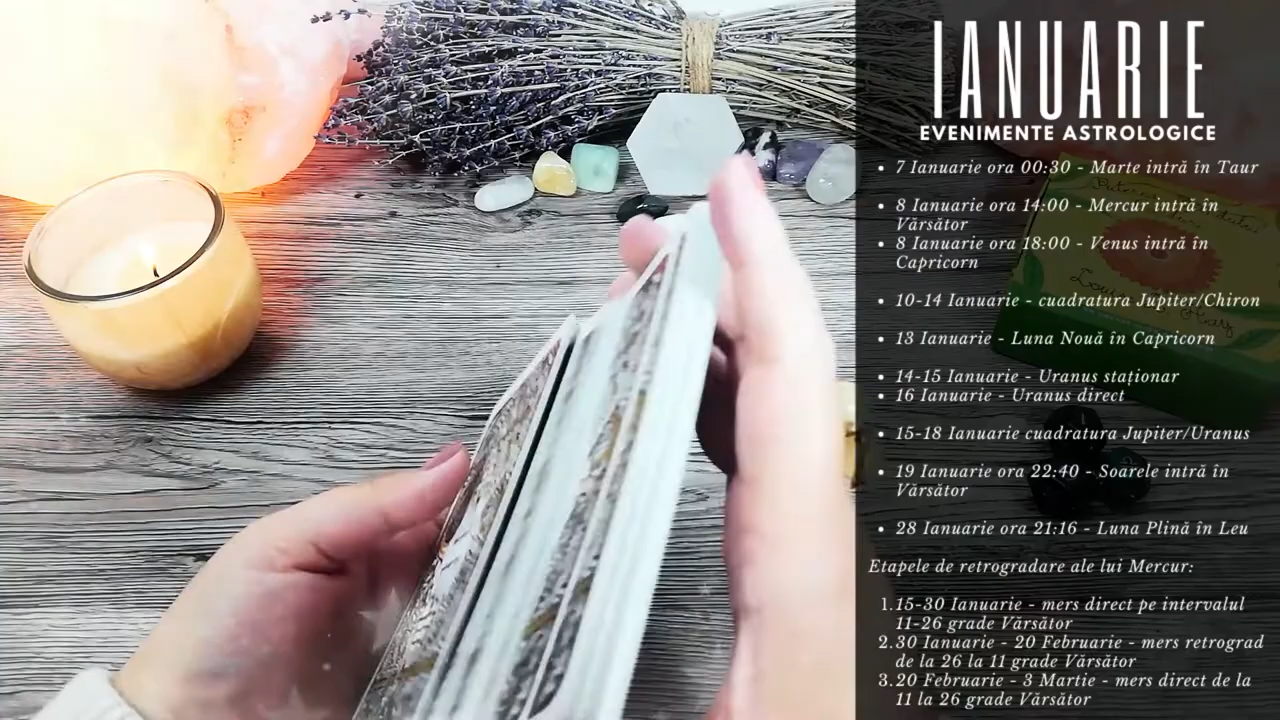 IANUARIE
EVENIMENTE ASTROLOGICE
• 7 Ianuarie ora 00:30 - Marte intră în Taur
• 8 Ianuarie ora 14:00 - Mercur intră în
Vărsător
• 8 Ianuarie ora 18:00 - Venus intră în
Capricorn
• 10-14 Ianuarie - cuadratura Jupiter/Chiron
• 13 Ianuarie - Luna Nouă în Capricorn
• 14-15 Ianuarie - Uranus staționar
• 16 Ianuarie - Uranus direct
• 15-18 Ianuarie cuadratura Jupiter/Uranus
• 19 Ianuarie ora 22:40 - Soarele intră în
Vărsător
• 28 Ianuarie ora 21:16 - Luna Plină în Leu
Etapele de retrogradare ale lui Mercur:
1. 15-30 Ianuarie - mers direct pe intervalul
11-26 grade Vărsător
2. 30 Ianuarie - 20 Februarie - mers retrograd
de la 26 la 11 grade Vărsător
3. 20 Februarie - 3 Martie - mers direct de la
11 la 26 grade Vărsător
Louise Hay